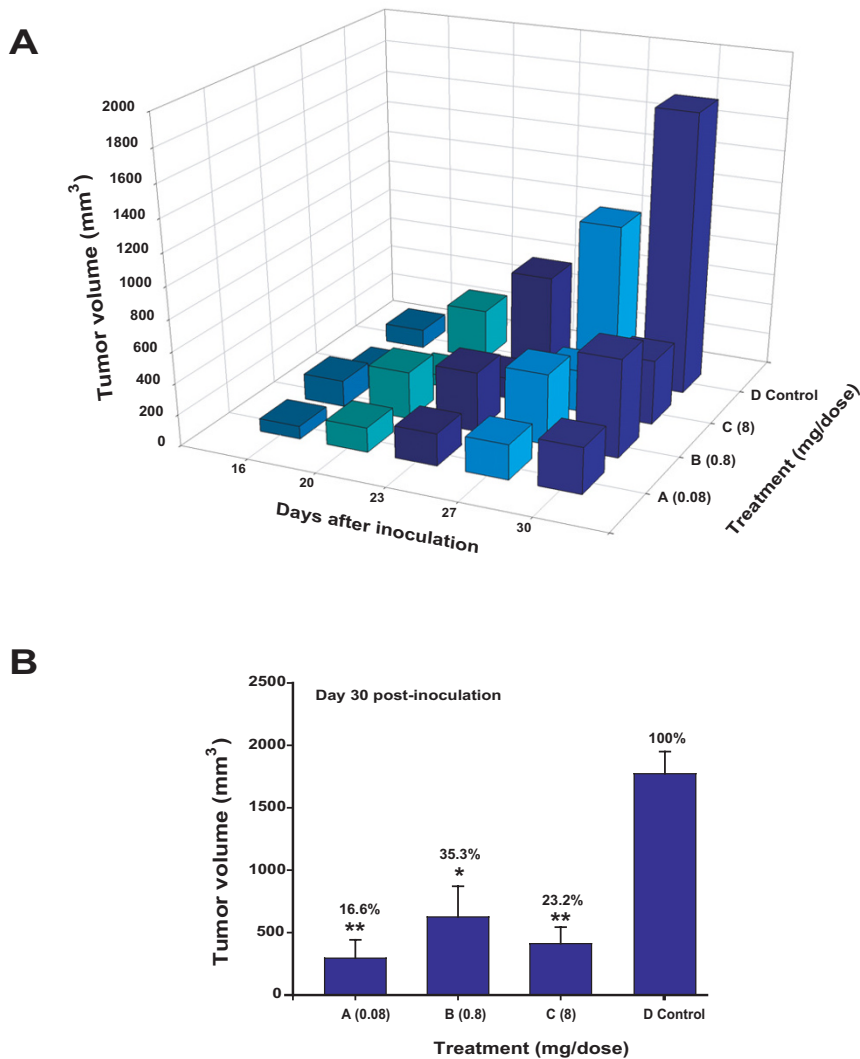 A
2000
1800
1600
1400
1200
1000
800
600
400
200
0
Tumor volume (mm³)
16
20
23
27
30
Days after inoculation
D Control
C (8)
B (0.8)
A (0.08)
Treatment (mg/dose)
B
Day 30 post-inoculation
2500
2000
1500
1000
500
0
Tumor volume (mm³)
16.6%
**
35.3%
*
23.2%
**
100%
A (0.08) B (0.8) C (8) D Control
Treatment (mg/dose)